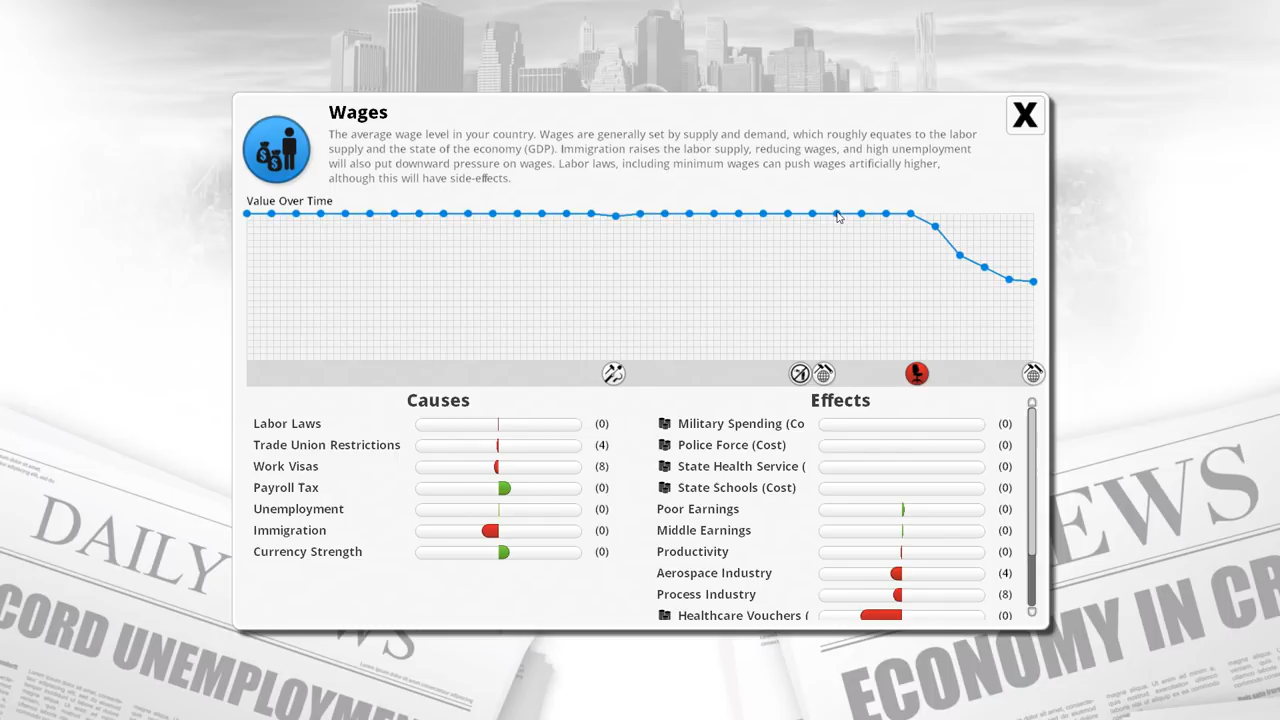 Wages
X
The average wage level in your country. Wages are generally set by supply and demand, which roughly equates to the labor
supply and the state of the economy (GDP). Immigration raises the labor supply, reducing wages, and high unemployment
will also put downward pressure on wages. Labor laws, including minimum wages can push wages artificially higher,
although this will have side-effects.
Value Over Time
Causes
Labor Laws (0)
Trade Union Restrictions (4)
Work Visas (8)
Payroll Tax (0)
Unemployment (0)
Immigration (0)
Currency Strength (0)
Effects
Military Spending (Co (0)
Police Force (Cost) (0)
State Health Service ( (0)
State Schools (Cost) (0)
Poor Earnings (0)
Middle Earnings (0)
Productivity (0)
Aerospace Industry (4)
Process Industry (8)
Healthcare Vouchers ( (0)
DAILY
NEWS
CORD UNEMPLOYME
ECONOMY IN CR